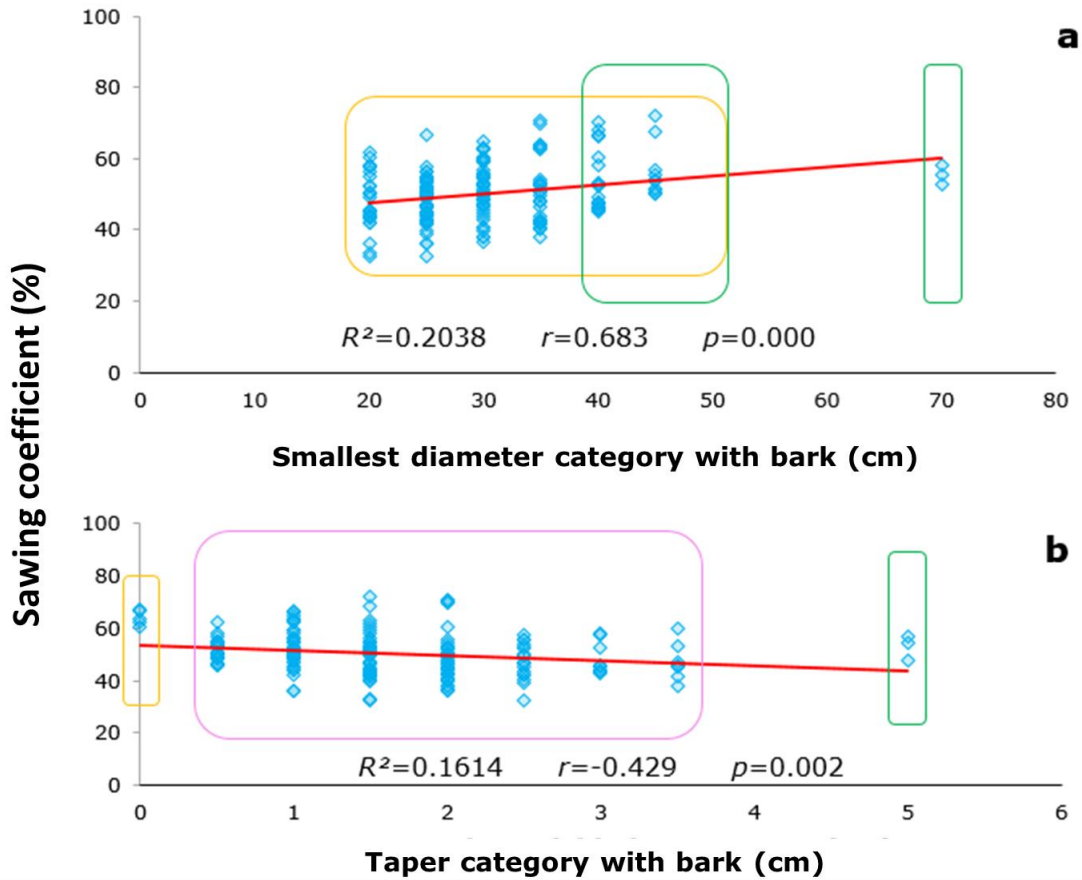 Sawing coefficient (%)
a
100
80
60
40
20
0
R²=0.2038 r=0.683 p=0.000
0 10 20 30 40 50 60 70 80
Smallest diameter category with bark (cm)
b
100
80
60
40
20
0
R²=0.1614 r=-0.429 p=0.002
0 1 2 3 4 5 6
Taper category with bark (cm)